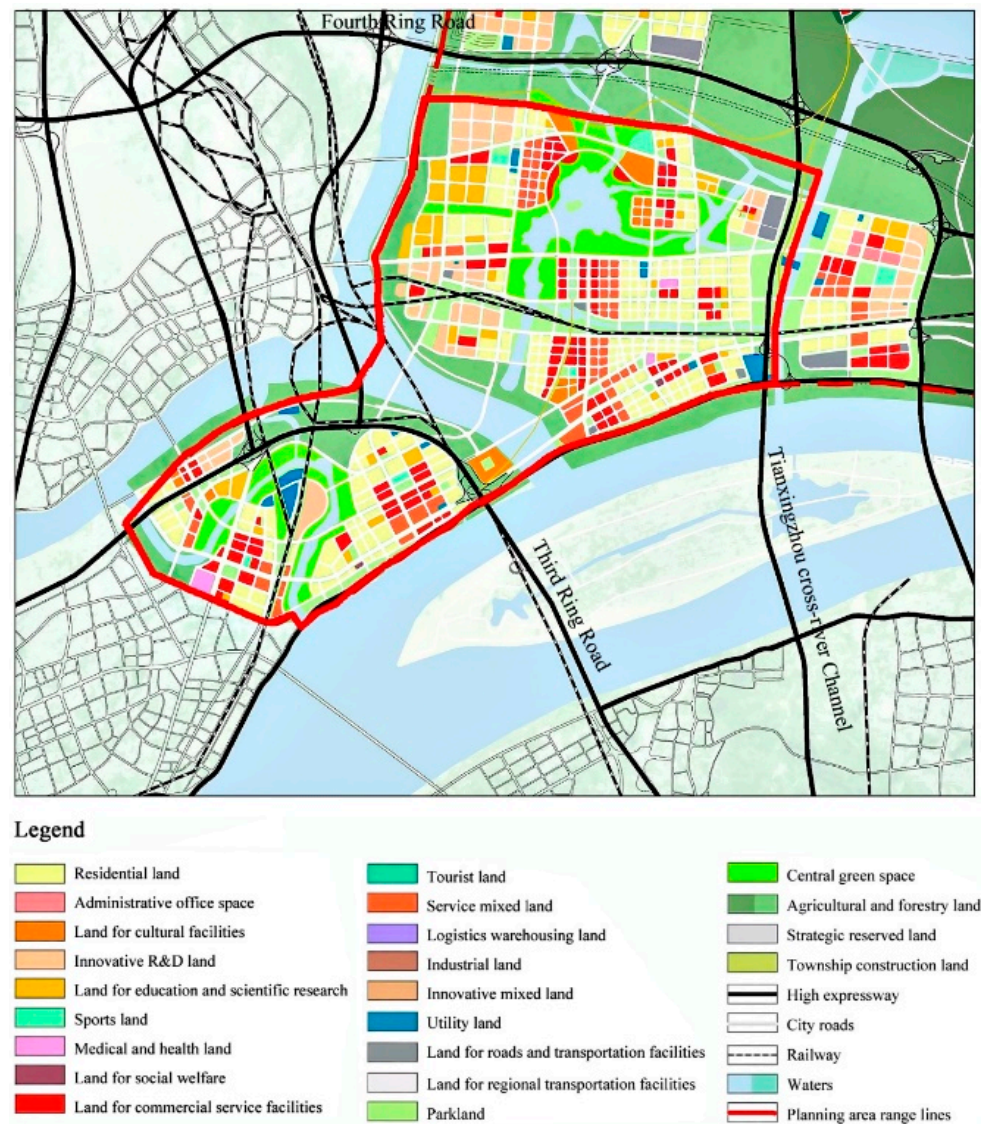 Fourth Ring Road
Third Ring Road
Tianxingzhou cross-river Channel
Legend
Residential land
Administrative office space
Land for cultural facilities
Innovative R&D land
Land for education and scientific research
Sports land
Medical and health land
Land for social welfare
Land for commercial service facilities
Tourist land
Service mixed land
Logistics warehousing land
Industrial land
Innovative mixed land
Utility land
Land for roads and transportation facilities
Land for regional transportation facilities
Parkland
Central green space
Agricultural and forestry land
Strategic reserved land
Township construction land
High expressway
City roads
Railway
Waters
Planning area range lines